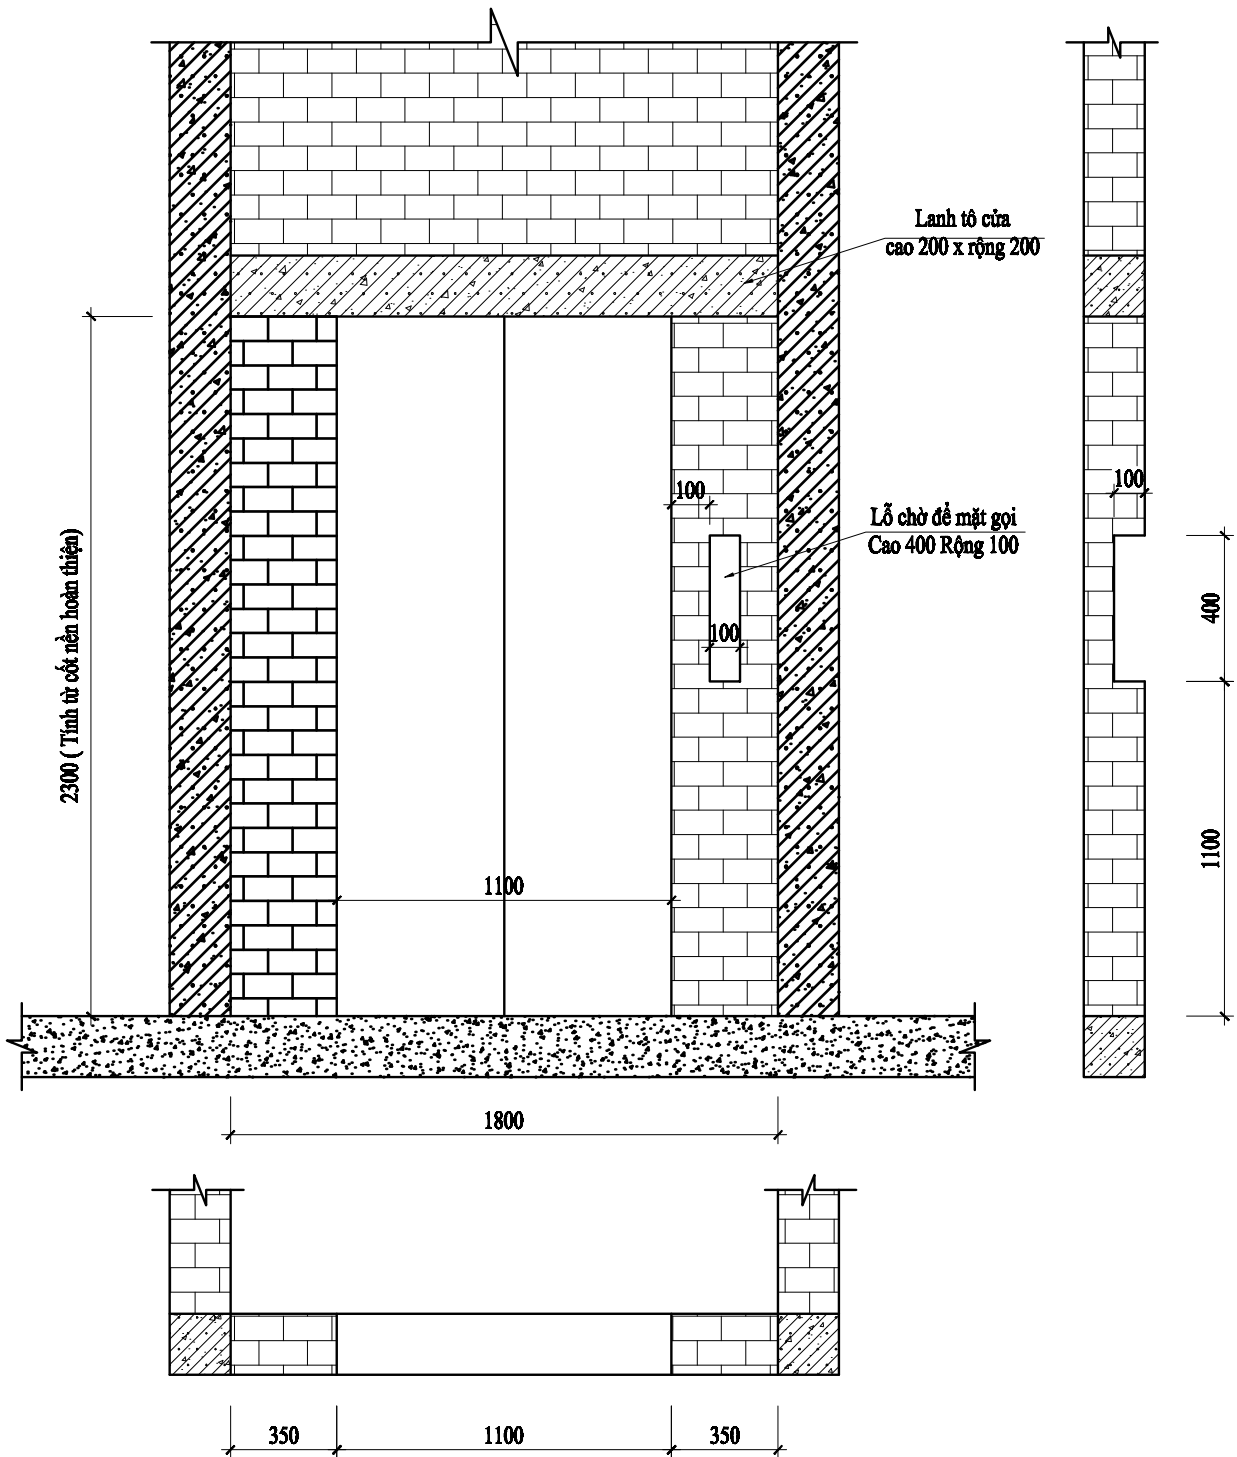 Lanh tô cửa
cao 200 x rộng 200
100
100
Lỗ chờ để mặt gọi
Cao 400 Rộng 100
100
400
2300 ( Tính từ cốt nền hoàn thiện)
1100
1100
1800
350
1100
350